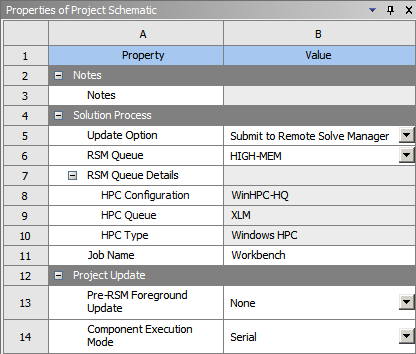 Properties of Project Schematic
A B
1 Property Value
2 Notes
3 Notes
4 Solution Process
5 Update Option Submit to Remote Solve Manager
6 RSM Queue HIGH-MEM
7 RSM Queue Details
8 HPC Configuration WinHPC-HQ
9 HPC Queue XLM
10 HPC Type Windows HPC
11 Job Name Workbench
12 Project Update
13 Pre-RSM Foreground
Update None
14 Component Execution
Mode Serial